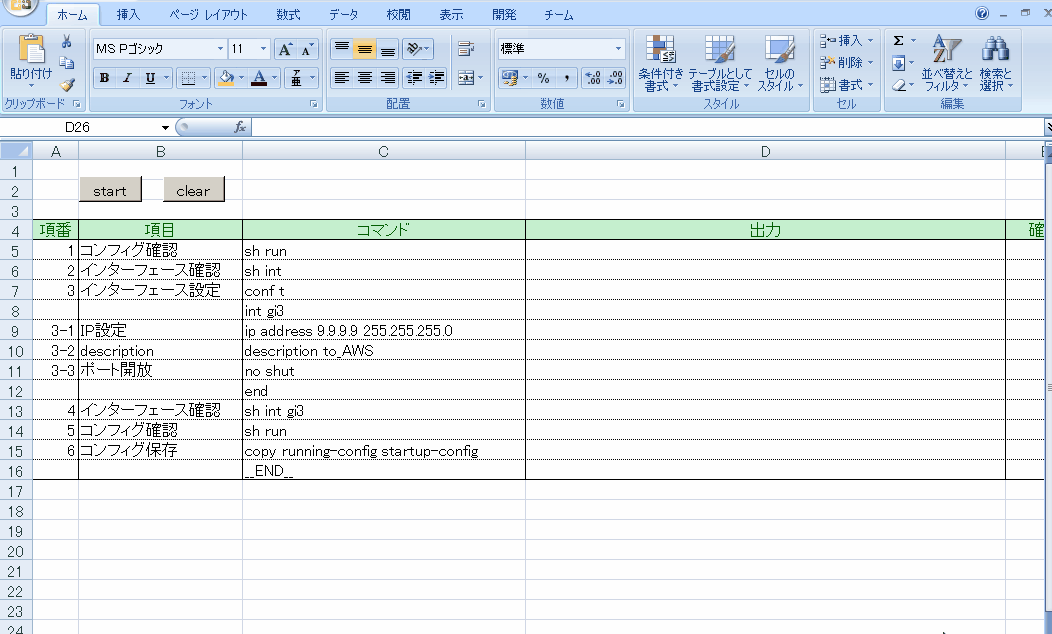 ホーム 挿入 ページ レイアウト 数式 データ 校閲 表示 開発 チーム
貼り付け
クリップボード
MS Pゴシック 11
B I U
フォント
配置
標準
%
数値
条件付き書式
テーブルとして書式設定
セルのスタイル
スタイル
挿入
削除
書式
セル
Σ
並べ替えとフィルタ
検索と選択
編集
D26 fx
A B C D E
1
2 start clear
3
4 項番 項目 コマンド 出力 確
5 1 コンフィグ確認 sh run
6 2 インターフェース確認 sh int
7 3 インターフェース設定 conf t
8 int gi3
9 3-1 IP設定 ip address 9.9.9.9 255.255.255.0
10 3-2 description description to_AWS
11 3-3 ポート開放 no shut
12 end
13 4 インターフェース確認 sh int gi3
14 5 コンフィグ確認 sh run
15 6 コンフィグ保存 copy running-config startup-config
16 __END__
17
18
19
20
21
22
23
24